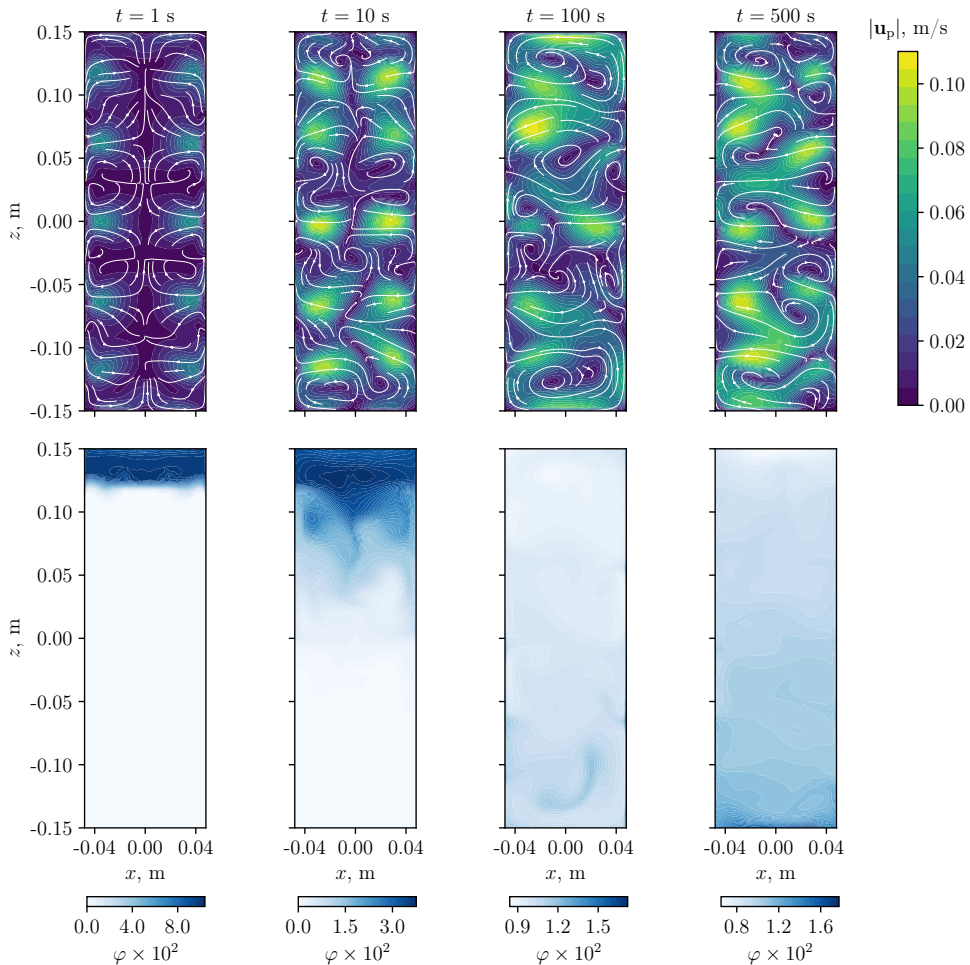 t = 1 s
t = 10 s
t = 100 s
t = 500 s
|u_p|, m/s
0.15
0.10
0.05
0.00
-0.05
-0.10
-0.15
z, m
0.10
0.08
0.06
0.04
0.02
0.00
0.15
0.10
0.05
0.00
-0.05
-0.10
-0.15
z, m
-0.04 0.00 0.04
-0.04 0.00 0.04
-0.04 0.00 0.04
-0.04 0.00 0.04
x, m
x, m
x, m
x, m
0.0 4.0 8.0
0.0 1.5 3.0
0.9 1.2 1.5
0.8 1.2 1.6
φ × 10²
φ × 10²
φ × 10²
φ × 10²